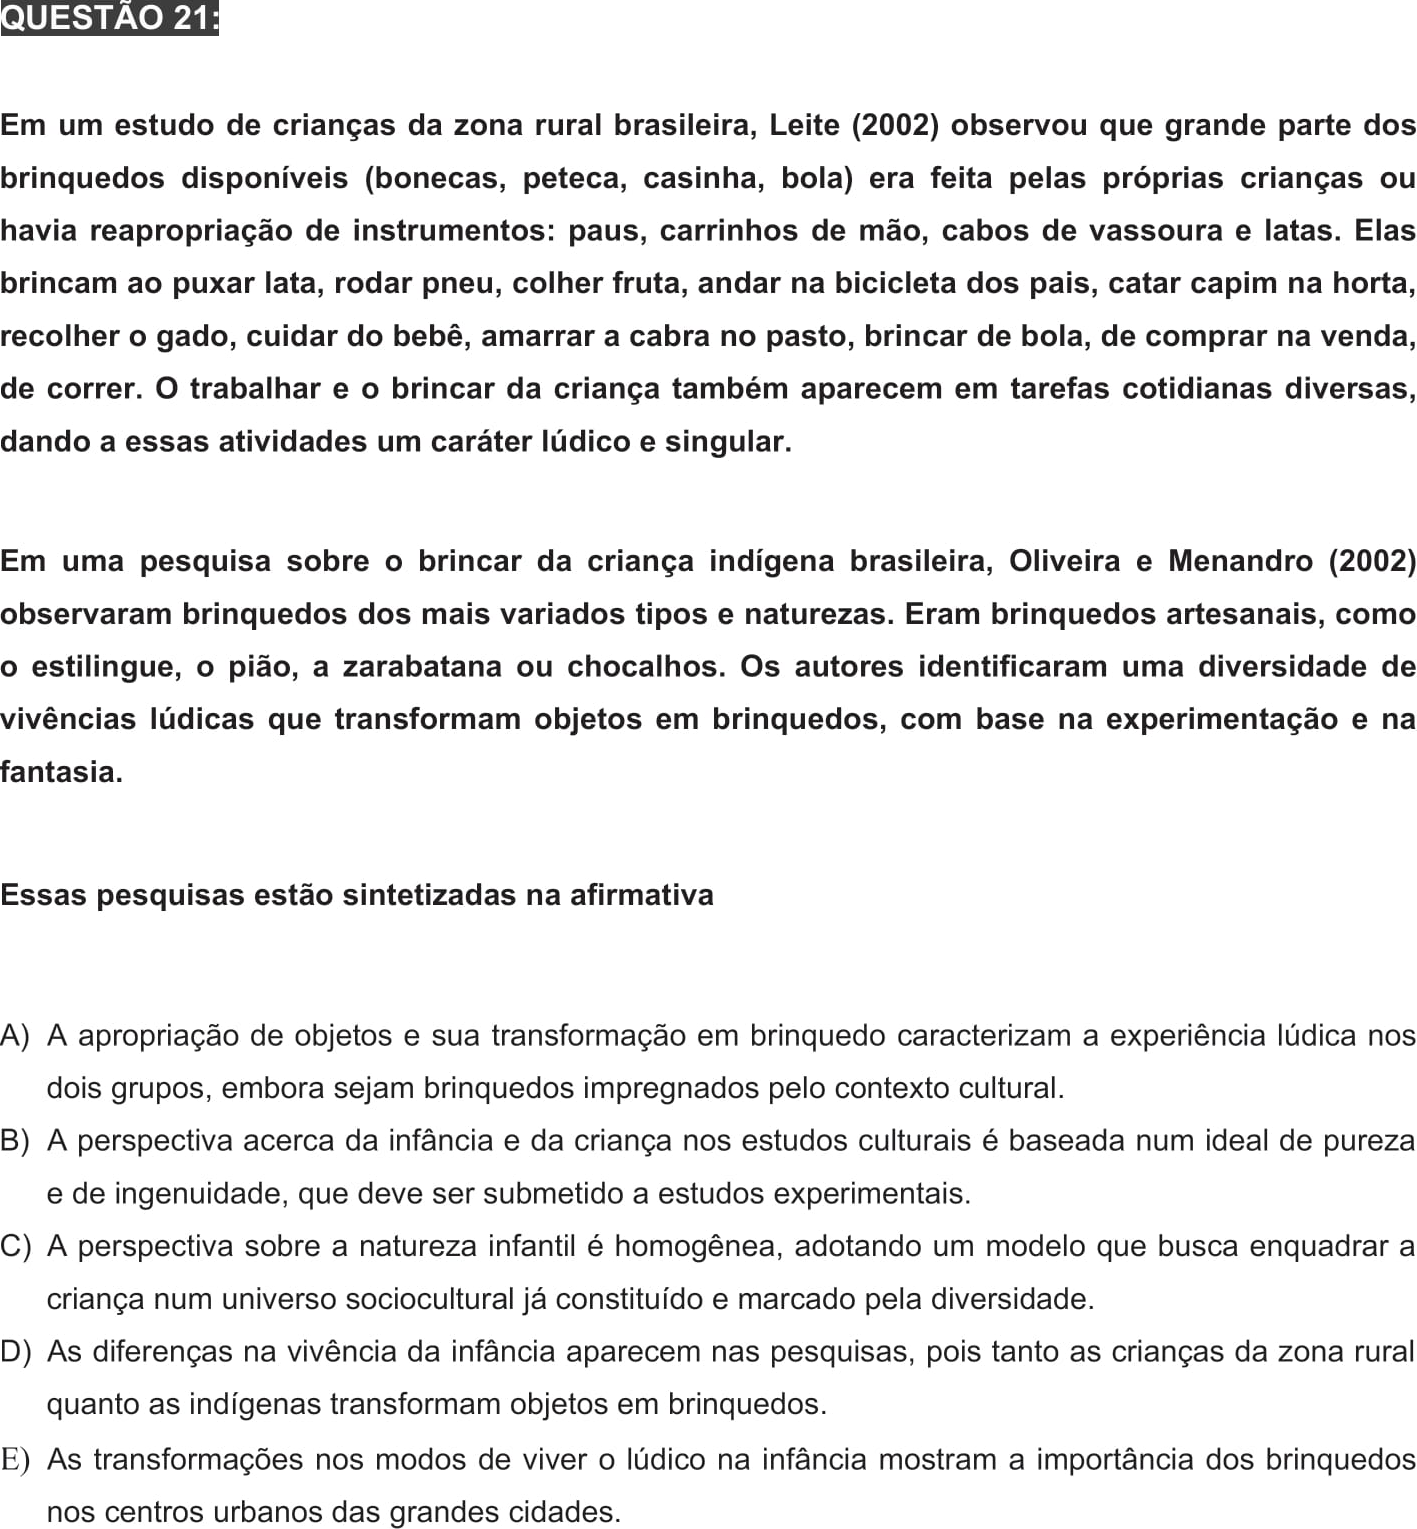 QUESTÃO 21:
Em um estudo de crianças da zona rural brasileira, Leite (2002) observou que grande parte dos
brinquedos disponíveis (bonecas, peteca, casinha, bola) era feita pelas próprias crianças ou
havia reapropriação de instrumentos: paus, carrinhos de mão, cabos de vassoura e latas. Elas
brincam ao puxar lata, rodar pneu, colher fruta, andar na bicicleta dos pais, catar capim na horta,
recolher o gado, cuidar do bebê, amarrar a cabra no pasto, brincar de bola, de comprar na venda,
de correr. O trabalhar e o brincar da criança também aparecem em tarefas cotidianas diversas,
dando a essas atividades um caráter lúdico e singular.
Em uma pesquisa sobre o brincar da criança indígena brasileira, Oliveira e Menandro (2002)
observaram brinquedos dos mais variados tipos e naturezas. Eram brinquedos artesanais, como
o estilingue, o pião, a zarabatana ou chocalhos. Os autores identificaram uma diversidade de
vivências lúdicas que transformam objetos em brinquedos, com base na experimentação e na
fantasia.
Essas pesquisas estão sintetizadas na afirmativa
A) A apropriação de objetos e sua transformação em brinquedo caracterizam a experiência lúdica nos
dois grupos, embora sejam brinquedos impregnados pelo contexto cultural.
B) A perspectiva acerca da infância e da criança nos estudos culturais é baseada num ideal de pureza
e de ingenuidade, que deve ser submetido a estudos experimentais.
C) A perspectiva sobre a natureza infantil é homogênea, adotando um modelo que busca enquadrar a
criança num universo sociocultural já constituído e marcado pela diversidade.
D) As diferenças na vivência da infância aparecem nas pesquisas, pois tanto as crianças da zona rural
quanto as indígenas transformam objetos em brinquedos.
E) As transformações nos modos de viver o lúdico na infância mostram a importância dos brinquedos
nos centros urbanos das grandes cidades.